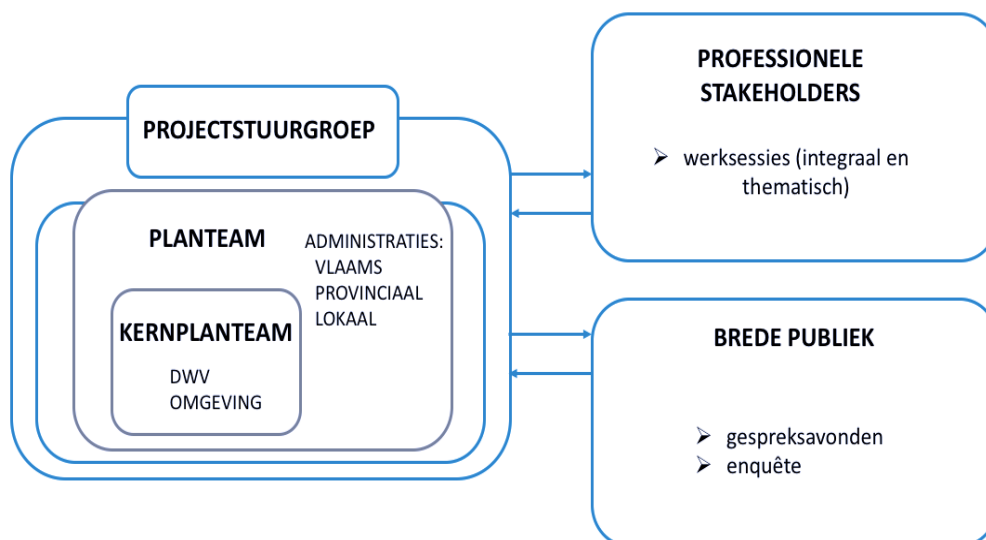 PROJECTSTUURGROEP
PLANTEAM
ADMINISTRATIES:
VLAAMS
PROVINCIAAL
LOKAAL
KERNPLANTEAM
DWV
OMGEVING
PROFESSIONELE
STAKEHOLDERS
➢ werksessies (integraal en
thematisch)
BREDE PUBLIEK
➢ gespreksavonden
➢ enquête